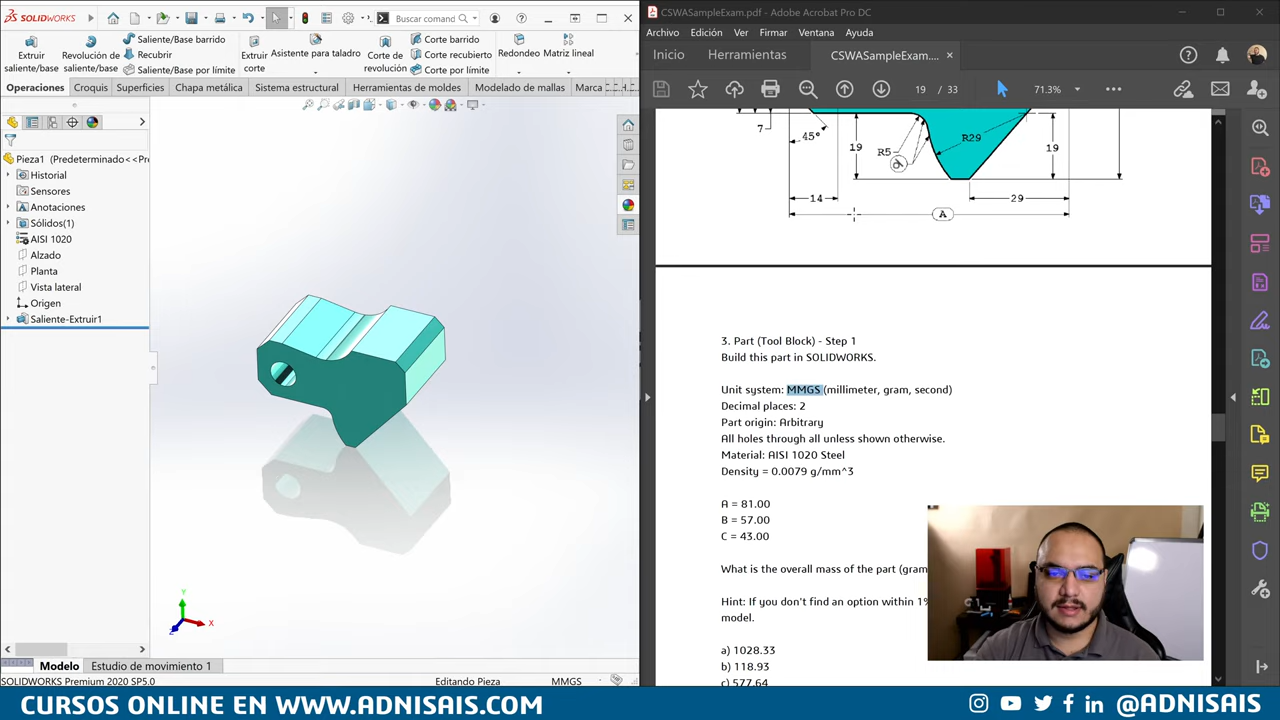 SOLIDWORKS
Buscar comando
Extruir saliente/base
Revolución de saliente/base
Saliente/Base barrido
Recubrir
Saliente/Base por límite
Extruir corte
Asistente para taladro
Corte de revolución
Corte barrido
Corte recubierto
Corte por límite
Redondeo
Matriz lineal
Operaciones
Croquis
Superficies
Chapa metálica
Sistema estructural
Herramientas de moldes
Modelado de mallas
Marca
Pieza1 (Predeterminado<<Pre
Historial
Sensores
Anotaciones
Sólidos(1)
AISI 1020
Alzado
Planta
Vista lateral
Origen
Saliente-Extruir1
Y
X
Z
Modelo
Estudio de movimiento 1
SOLIDWORKS Premium 2020 SP5.0
Editando Pieza
MMGS
CSWASampleExam.pdf - Adobe Acrobat Pro DC
Archivo Edición Ver Firmar Ventana Ayuda
Inicio
Herramientas
CSWASampleExam....
19 / 33
71.3%
7
45°
19
R5
R29
19
14
29
A
3. Part (Tool Block) - Step 1
Build this part in SOLIDWORKS.
Unit system: MMGS (millimeter, gram, second)
Decimal places: 2
Part origin: Arbitrary
All holes through all unless shown otherwise.
Material: AISI 1020 Steel
Density = 0.0079 g/mm^3
A = 81.00
B = 57.00
C = 43.00
What is the overall mass of the part (gram
Hint: If you don't find an option within 1%
model.
a) 1028.33
b) 118.93
c) 577.64
CURSOS ONLINE EN WWW.ADNISAIS.COM
@ADNISAIS